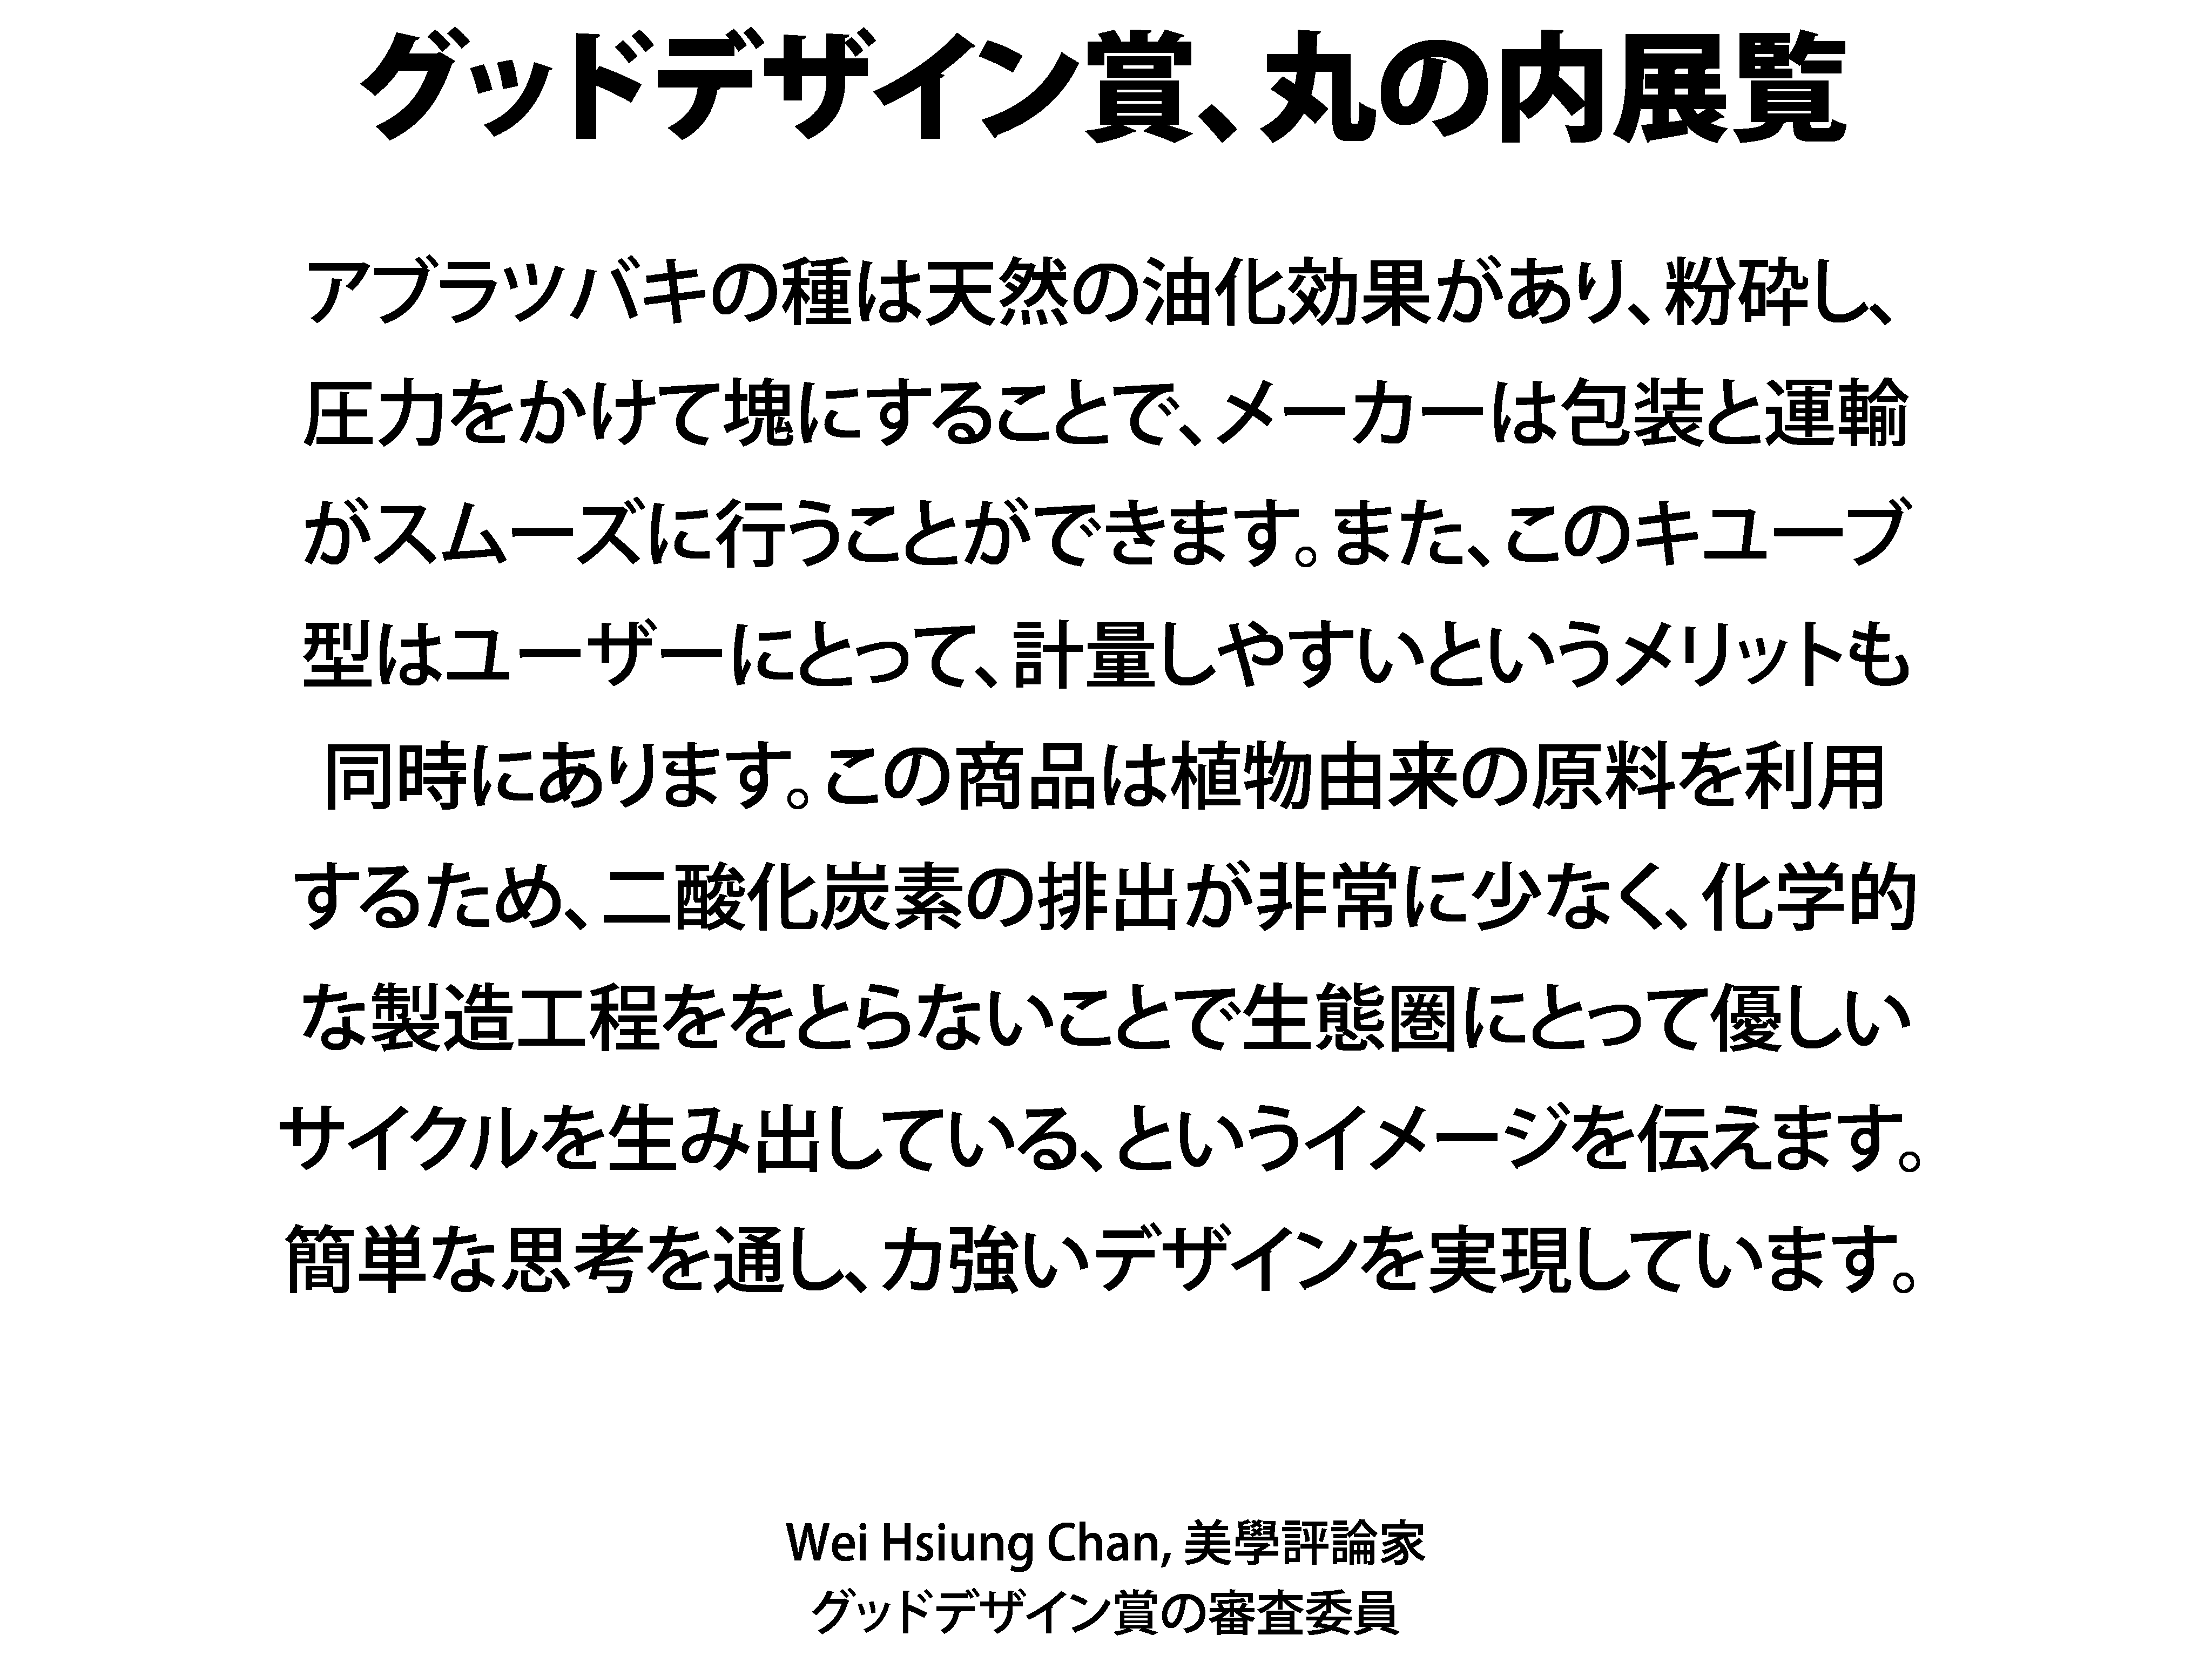 グッドデザイン賞、丸の内展覧
アブラツバキの種は天然の油化効果があり、粉砕し、
圧力をかけて塊にすることで、メーカーは包装と運輸
がスムーズに行うことができます。また、このキユーブ
型はユーザーにとって、計量しやすいというメリットも
同時にあります。この商品は植物由来の原料を利用
するため、二酸化炭素の排出が非常に少なく、化学的
な製造工程ををとらないことで生態圏にとって優しい
サイクルを生み出している、というイメージを伝えます。
簡単な思考を通し、力強いデザインを実現しています。
Wei Hsiung Chan, 美學評論家
グッドデザイン賞の審査委員